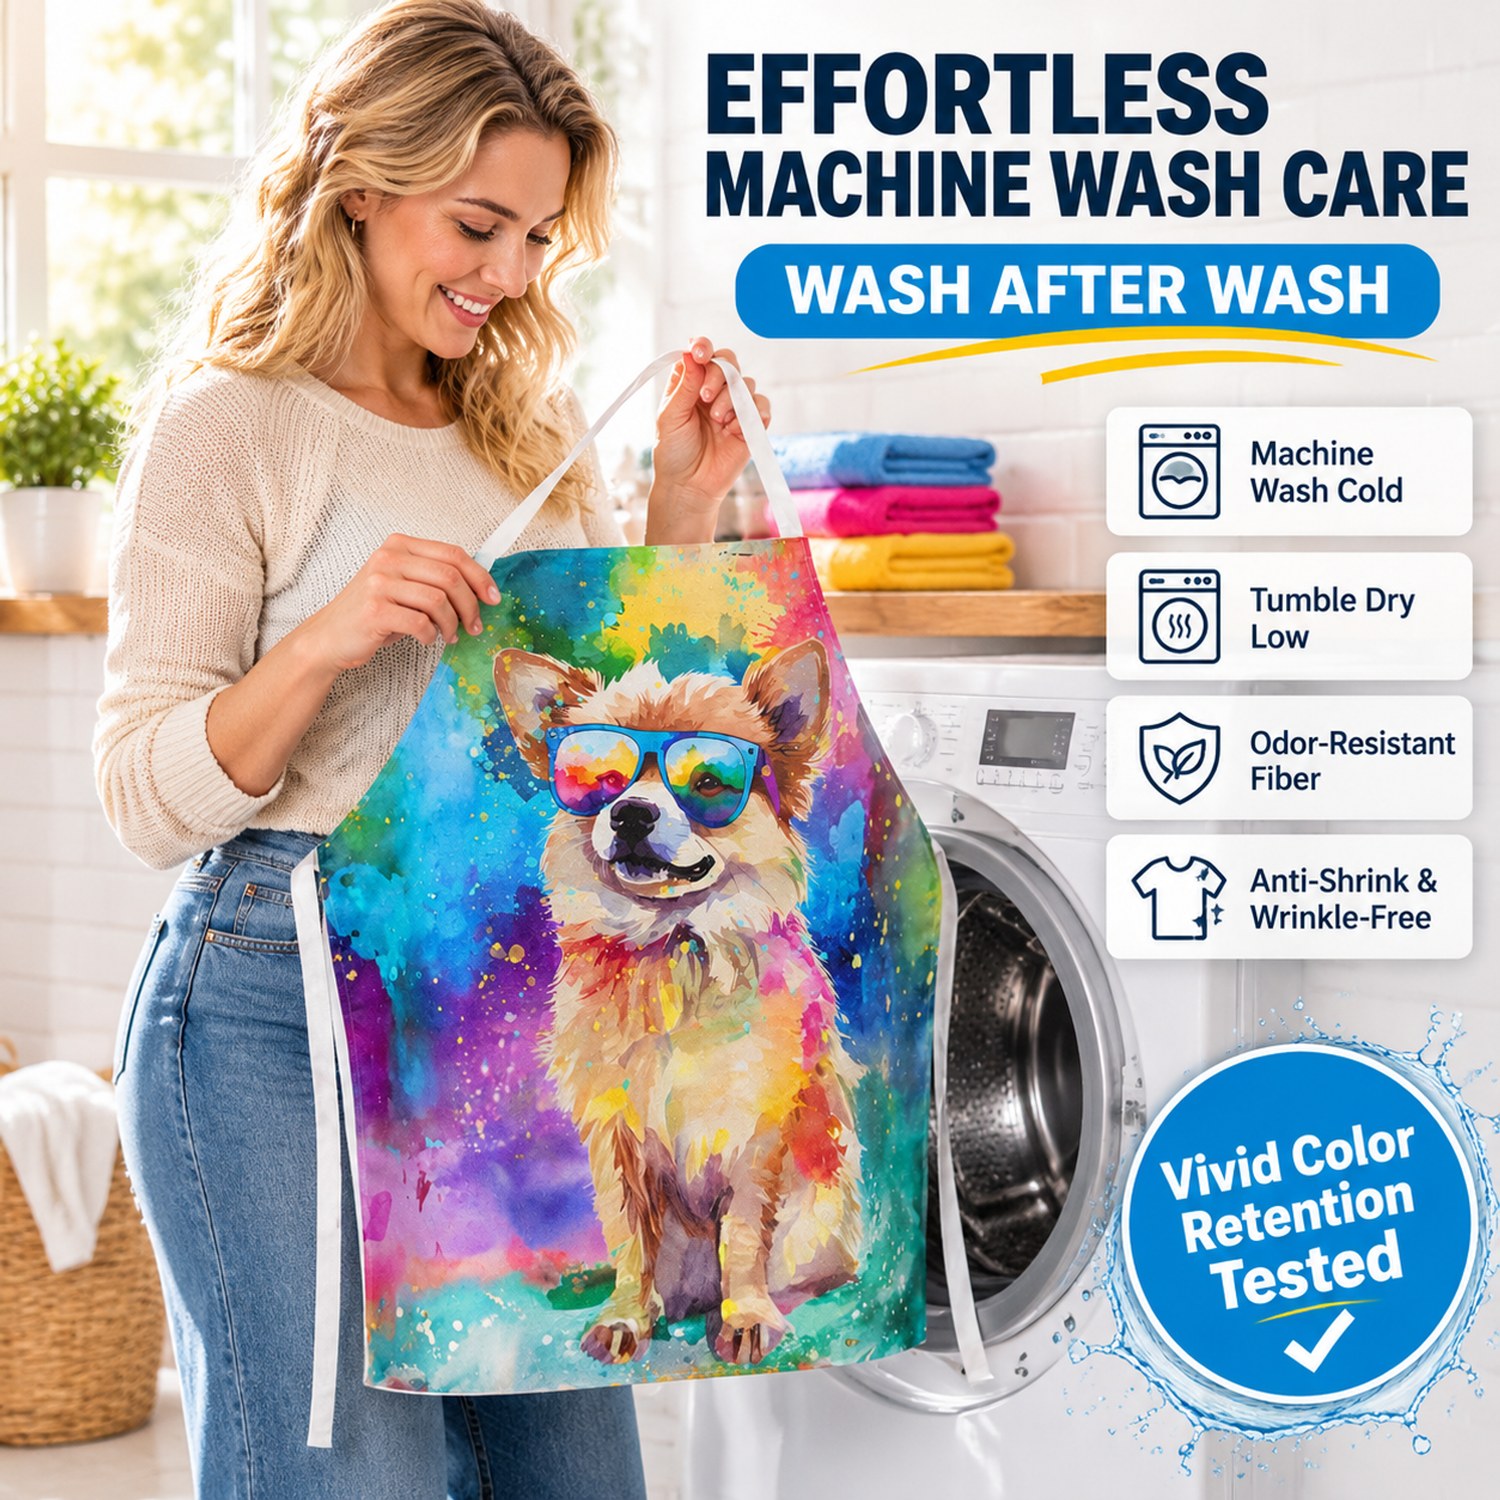 EFFORTLESS
MACHINE WASH CARE
WASH AFTER WASH
Machine
Wash Cold
Tumble Dry
Low
Odor-Resistant
Fiber
Anti-Shrink &
Wrinkle-Free
Vivid Color
Retention
Tested